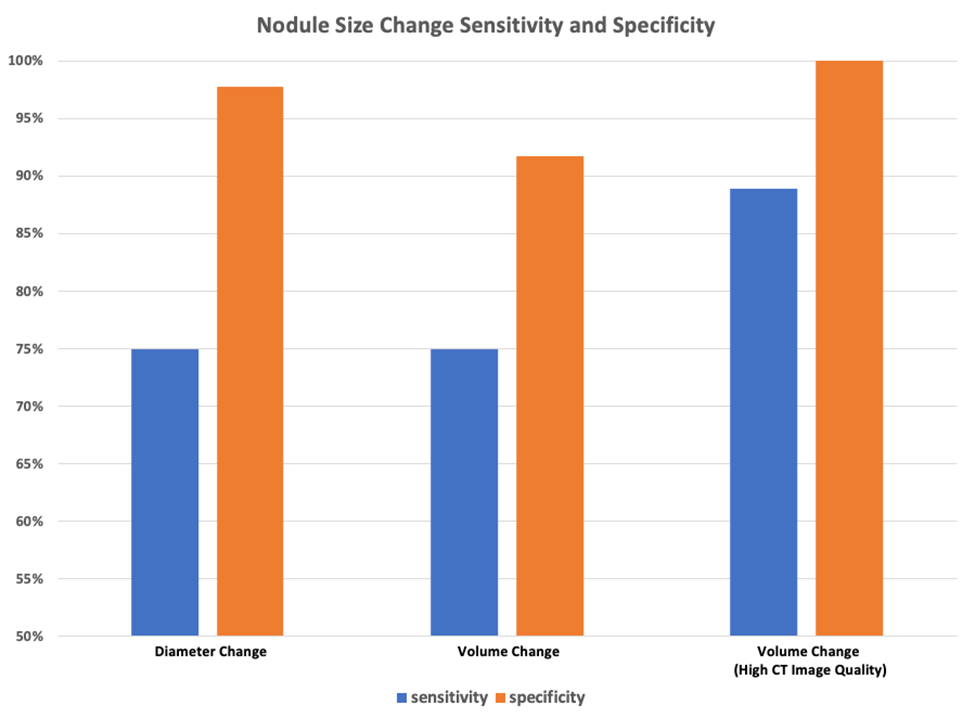 Nodule Size Change Sensitivity and Specificity
100%
95%
90%
85%
80%
75%
70%
65%
60%
55%
50%
Diameter Change
Volume Change
Volume Change
(High CT Image Quality)
sensitivity specificity